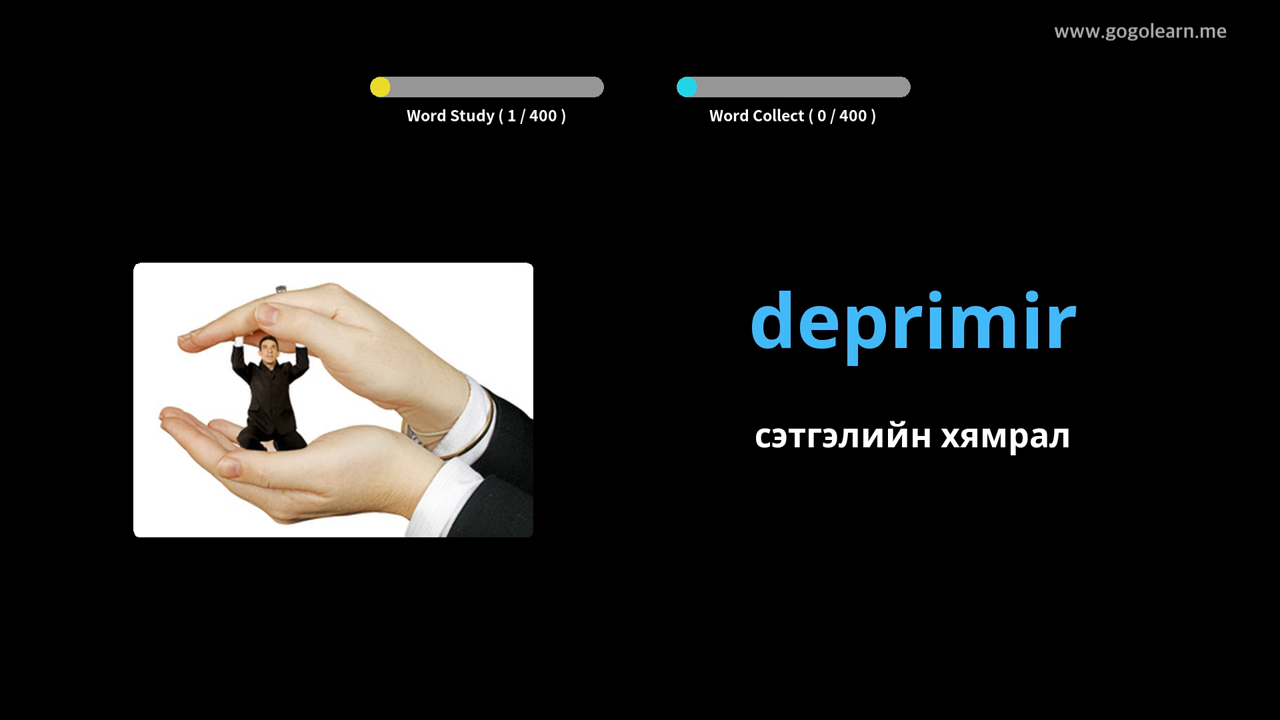 www.gogolearn.me
Word Study ( 1 / 400 )
Word Collect ( 0 / 400 )
deprimir
сэтгэлийн хямрал